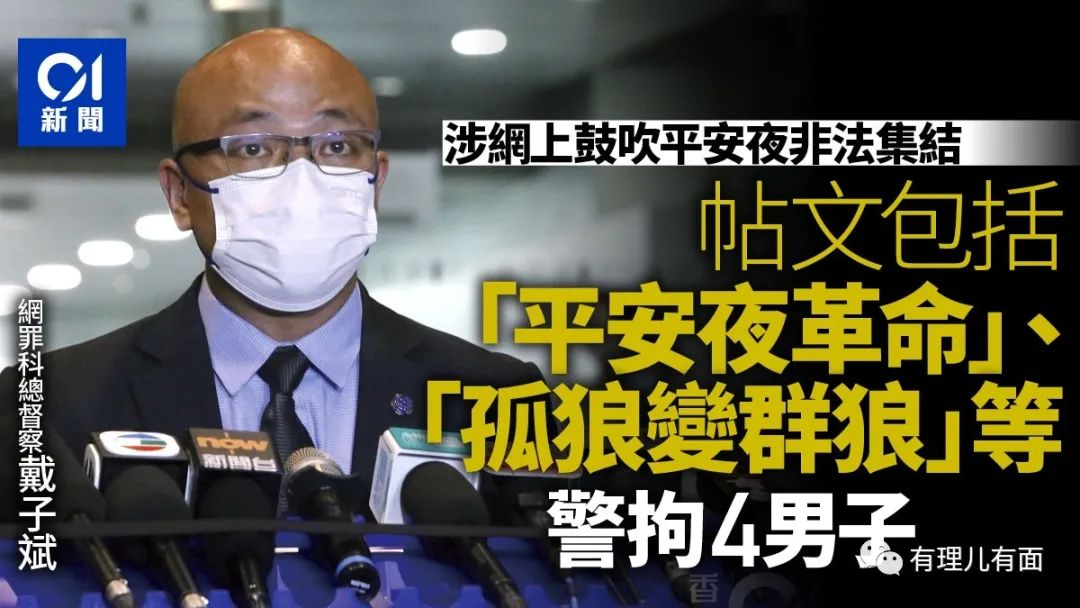 01
新聞
涉網上鼓吹平安夜非法集結
帖文包括
「平安夜革命」、
「孤狼變群狼」等
警拘4男子
網罪科總督察戴子斌
now
新聞台
有理儿有面
香